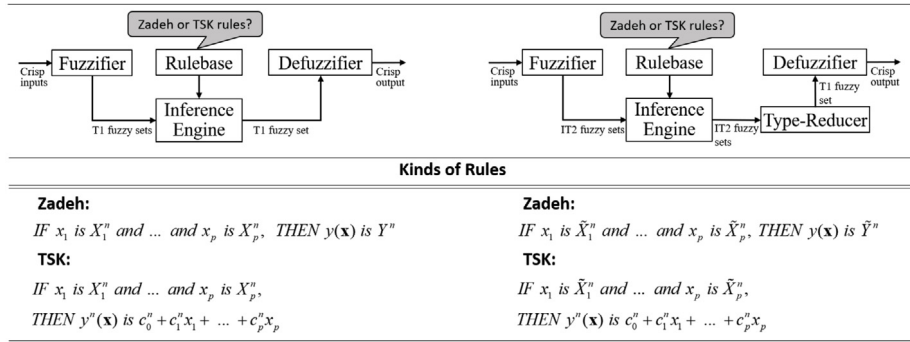 Zadeh or TSK rules?
Crisp inputs
Fuzzifier
Rulebase
Defuzzifier
Crisp output
Inference Engine
T1 fuzzy sets
T1 fuzzy set
Zadeh or TSK rules?
Crisp inputs
Fuzzifier
Rulebase
Defuzzifier
Crisp output
T1 fuzzy set
Inference Engine
IT2 fuzzy sets
IT2 fuzzy sets
Type-Reducer
Kinds of Rules
Zadeh:
IF x₁ is X₁ⁿ and ... and xₚ is Xₚⁿ, THEN y(x) is Yⁿ
TSK:
IF x₁ is X₁ⁿ and ... and xₚ is Xₚⁿ,
THEN yⁿ(x) is c₀ⁿ + c₁ⁿx₁ + ... + cₚⁿxₚ
Zadeh:
IF x₁ is X̃₁ⁿ and ... and xₚ is X̃ₚⁿ, THEN y(x) is Ỹⁿ
TSK:
IF x₁ is X̃₁ⁿ and ... and xₚ is X̃ₚⁿ,
THEN yⁿ(x) is c₀ⁿ + c₁ⁿx₁ + ... + cₚⁿxₚ